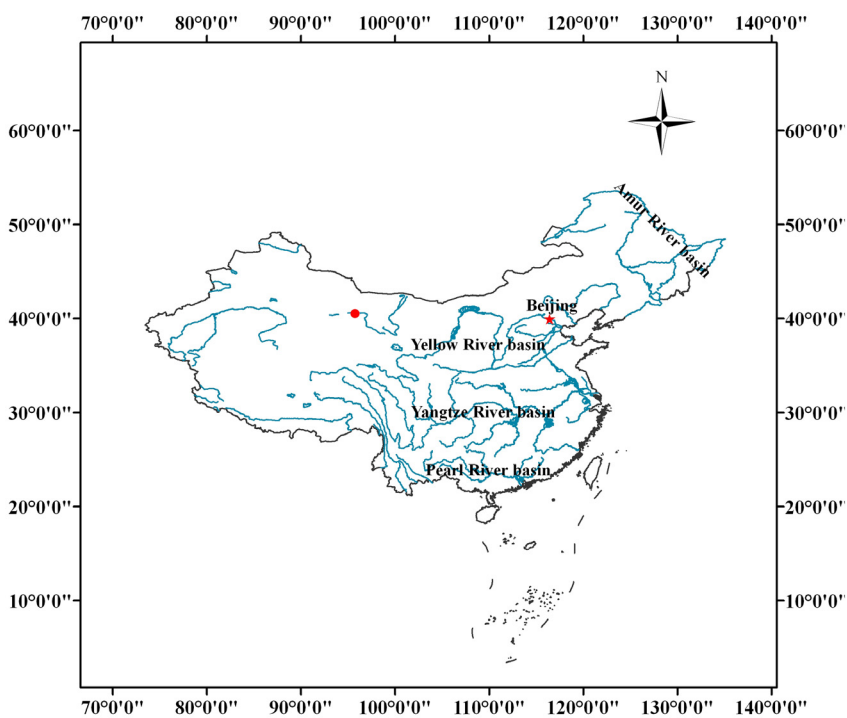 70°0'0" 80°0'0" 90°0'0" 100°0'0" 110°0'0" 120°0'0" 130°0'0" 140°0'0"
N
60°0'0" 60°0'0"
50°0'0" 50°0'0"
Amur River basin
Beijing
40°0'0" 40°0'0"
Yellow River basin
30°0'0" 30°0'0"
Yangtze River basin
Pearl River basin
20°0'0" 20°0'0"
10°0'0" 10°0'0"
70°0'0" 80°0'0" 90°0'0" 100°0'0" 110°0'0" 120°0'0" 130°0'0" 140°0'0"